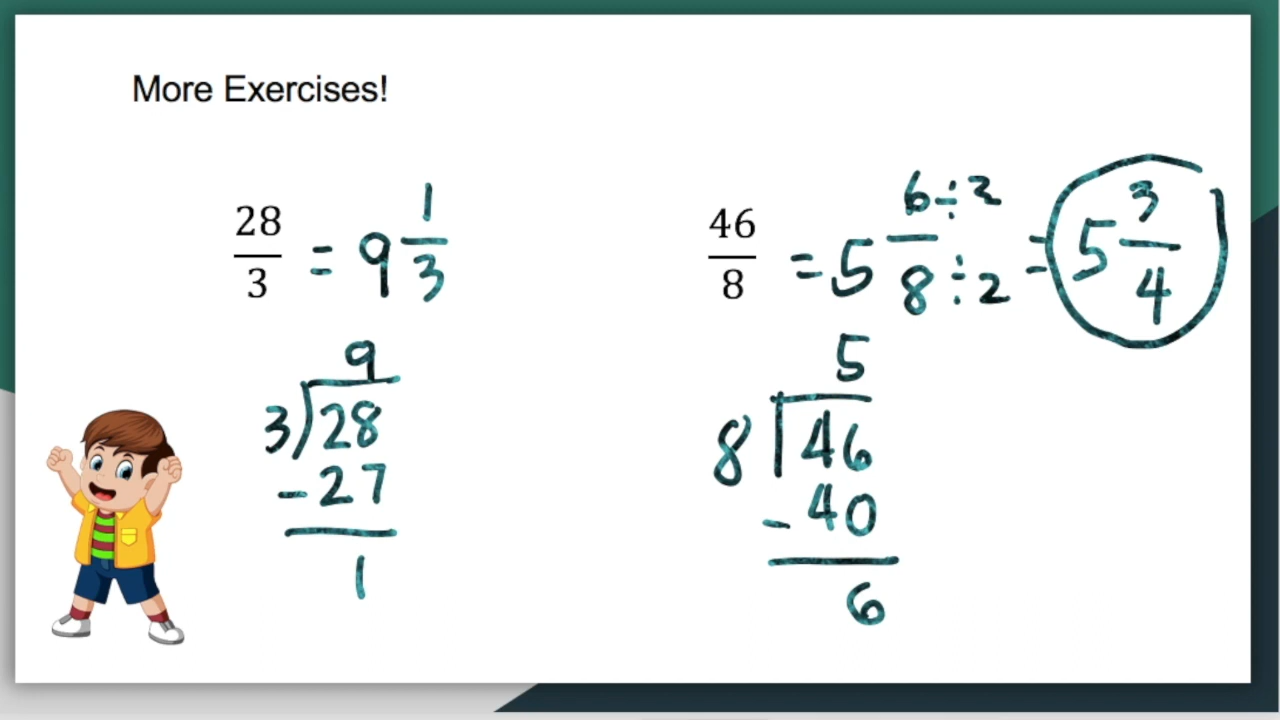 More Exercises!
28/3 = 9 1/3
9
3)28
-27
1
46/8 = 5 6÷2/8÷2 = 5 3/4
5
8)46
-40
6